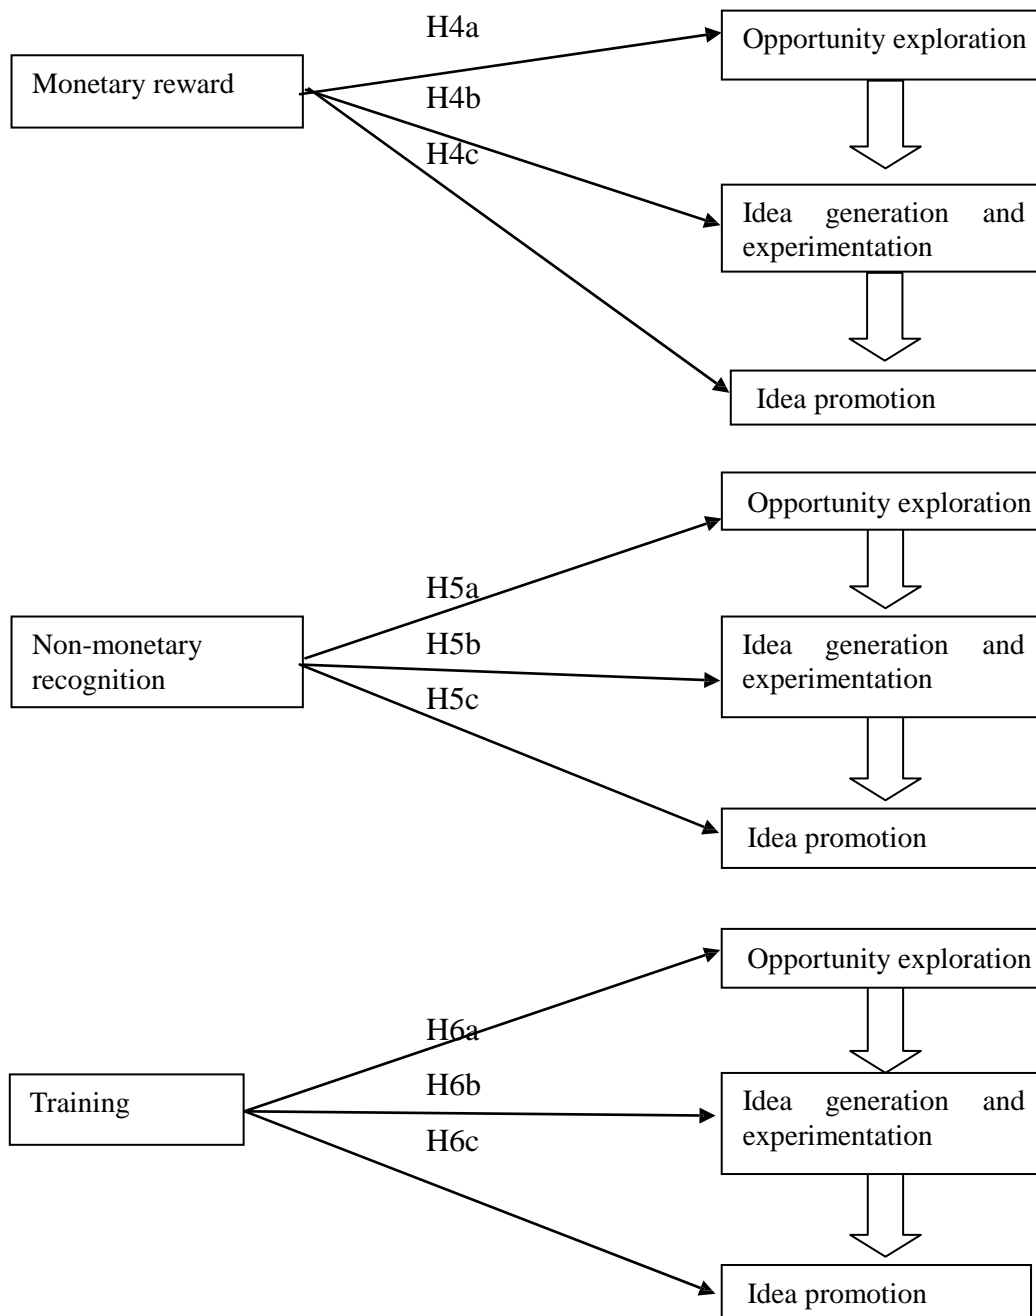 H4a
Opportunity exploration
Monetary reward
H4b
H4c
Idea generation and
experimentation
Idea promotion
Opportunity exploration
H5a
Non-monetary
recognition
H5b
Idea generation and
experimentation
H5c
Idea promotion
Opportunity exploration
H6a
Training
H6b
Idea generation and
experimentation
H6c
Idea promotion